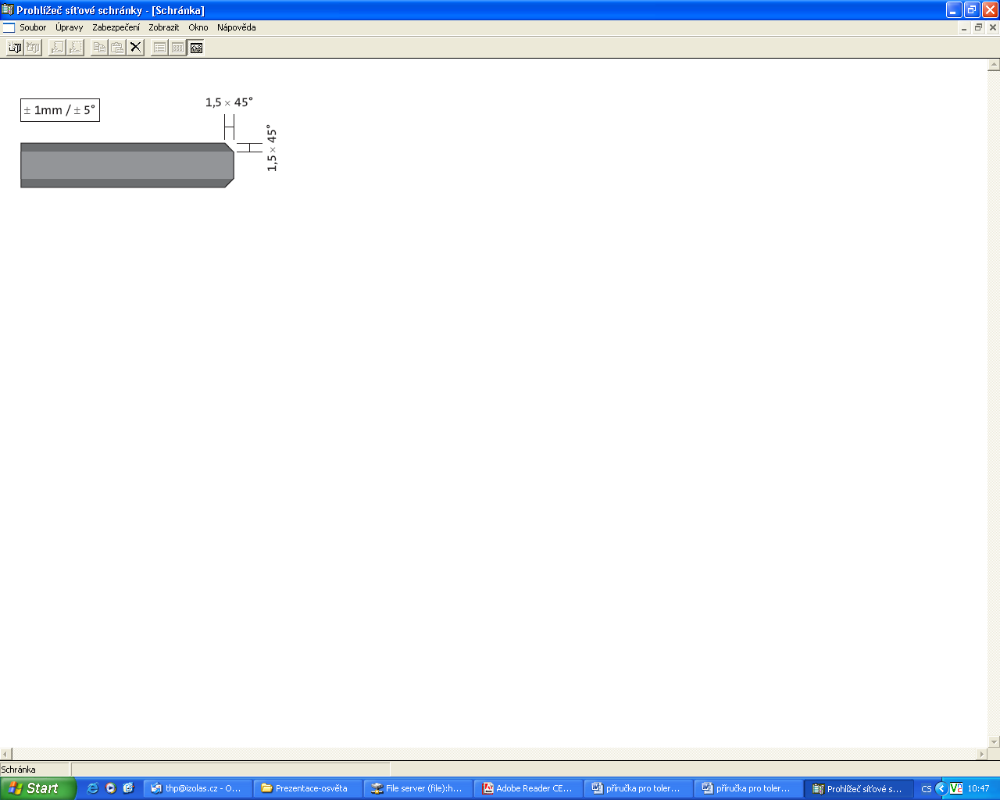 Prohlížeč síťové schránky - [Schránka]
Soubor Úpravy Zabezpečení Zobrazit Okno Nápověda
± 1mm / ± 5°
1,5 × 45°
1,5 × 45°
Schránka
Start
thp@izolas.cz - O...
Prezentace-osvěta
File server (file):h...
Adobe Reader CE...
příručka pro toler...
příručka pro toler...
Prohlížeč síťové s...
CS
10:47